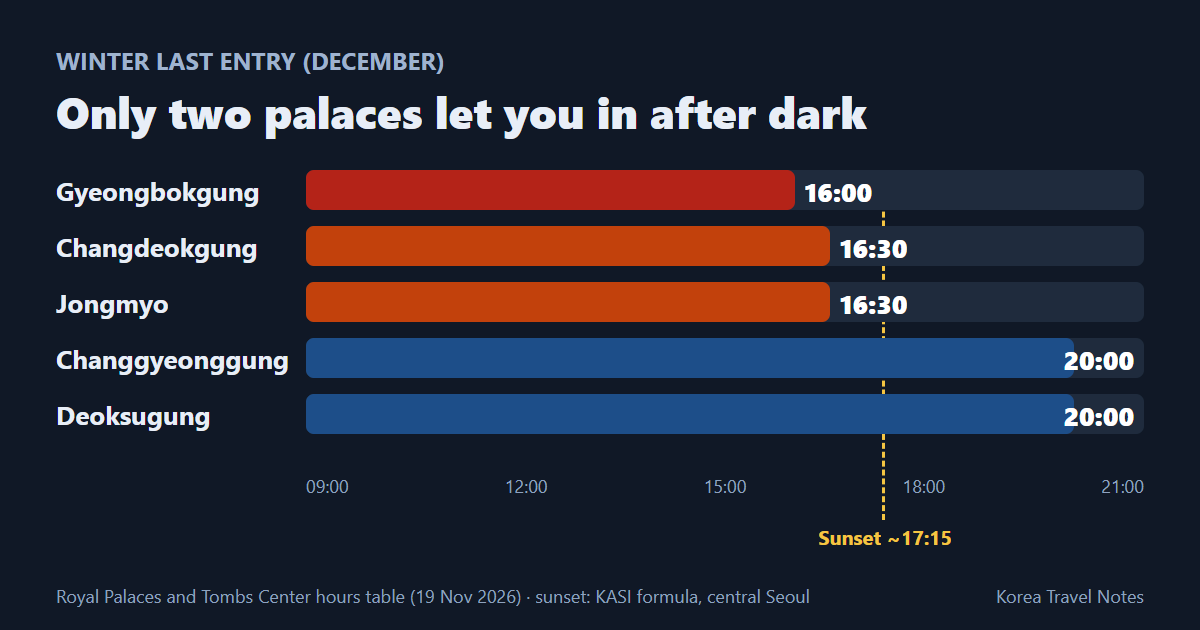 WINTER LAST ENTRY (DECEMBER)
Only two palaces let you in after dark
Gyeongbokgung 16:00
Changdeokgung 16:30
Jongmyo 16:30
Changgyeonggung 20:00
Deoksugung 20:00
09:00 12:00 15:00 18:00 21:00
Sunset ~17:15
Royal Palaces and Tombs Center hours table (19 Nov 2026) · sunset: KASI formula, central Seoul
Korea Travel Notes